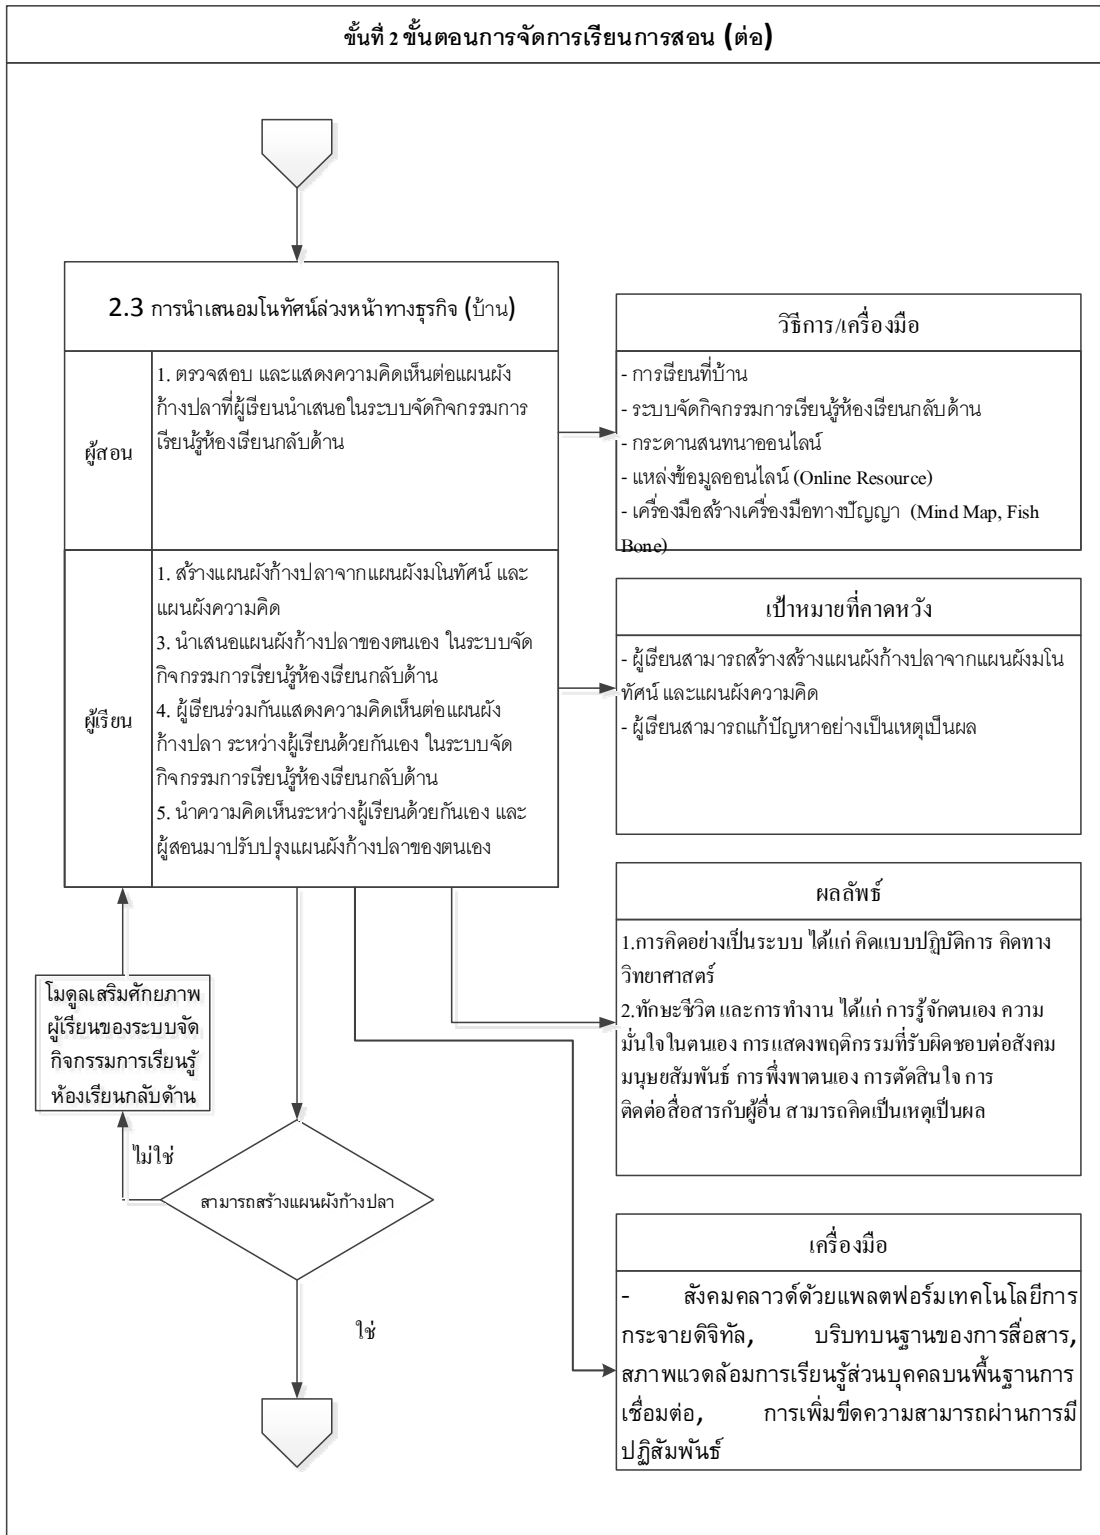 ขั้นที่ 2 ขั้นตอนการจัดการเรียนการสอน (ต่อ)
2.3 การนำเสนอมโนทัศน์ล่วงหน้าทางธุรกิจ (บ้าน)
ผู้สอน
1. ตรวจสอบ และแสดงความคิดเห็นต่อแผนผัง
ก้างปลาที่ผู้เรียนนำเสนอในระบบจัดกิจกรรมการ
เรียนรู้ห้องเรียนกลับด้าน
ผู้เรียน
1. สร้างแผนผังก้างปลาจากแผนผังมโนทัศน์ และ
แผนผังความคิด
3. นำเสนอแผนผังก้างปลาของตนเอง ในระบบจัด
กิจกรรมการเรียนรู้ห้องเรียนกลับด้าน
4. ผู้เรียนร่วมกันแสดงความคิดเห็นต่อแผนผัง
ก้างปลา ระหว่างผู้เรียนด้วยกันเอง ในระบบจัด
กิจกรรมการเรียนรู้ห้องเรียนกลับด้าน
5. นำความคิดเห็นระหว่างผู้เรียนด้วยกันเอง และ
ผู้สอนมาปรับปรุงแผนผังก้างปลาของตนเอง
วิธีการ/เครื่องมือ
- การเรียนที่บ้าน
- ระบบจัดกิจกรรมการเรียนรู้ห้องเรียนกลับด้าน
- กระดานสนทนาออนไลน์
- แหล่งข้อมูลออนไลน์ (Online Resource)
- เครื่องมือสร้างเครื่องมือทางปัญญา (Mind Map, Fish
Bone)
เป้าหมายที่คาดหวัง
- ผู้เรียนสามารถสร้างสร้างแผนผังก้างปลาจากแผนผังมโน
ทัศน์ และแผนผังความคิด
- ผู้เรียนสามารถแก้ปัญหาอย่างเป็นเหตุเป็นผล
ผลลัพธ์
1.การคิดอย่างเป็นระบบ ได้แก่ คิดแบบปฏิบัติการ คิดทาง
วิทยาศาสตร์
2.ทักษะชีวิต และการทำงาน ได้แก่ การรู้จักตนเอง ความ
มั่นใจในตนเอง การแสดงพฤติกรรมที่รับผิดชอบต่อสังคม
มนุษยสัมพันธ์ การพึ่งพาตนเอง การตัดสินใจ การ
ติดต่อสื่อสารกับผู้อื่น สามารถคิดเป็นเหตุเป็นผล
โมดูลเสริมศักยภาพ
ผู้เรียนของระบบจัด
กิจกรรมการเรียนรู้
ห้องเรียนกลับด้าน
ไม่ใช่
สามารถสร้างแผนผังก้างปลา
ใช่
เครื่องมือ
- สังคมคลาวด์ด้วยแพลตฟอร์มเทคโนโลยีการ
กระจายดิจิทัล, บริบทบนฐานของการสื่อสาร,
สภาพแวดล้อมการเรียนรู้ส่วนบุคคลบนพื้นฐานการ
เชื่อมต่อ, การเพิ่มขีดความสามารถผ่านการมี
ปฏิสัมพันธ์